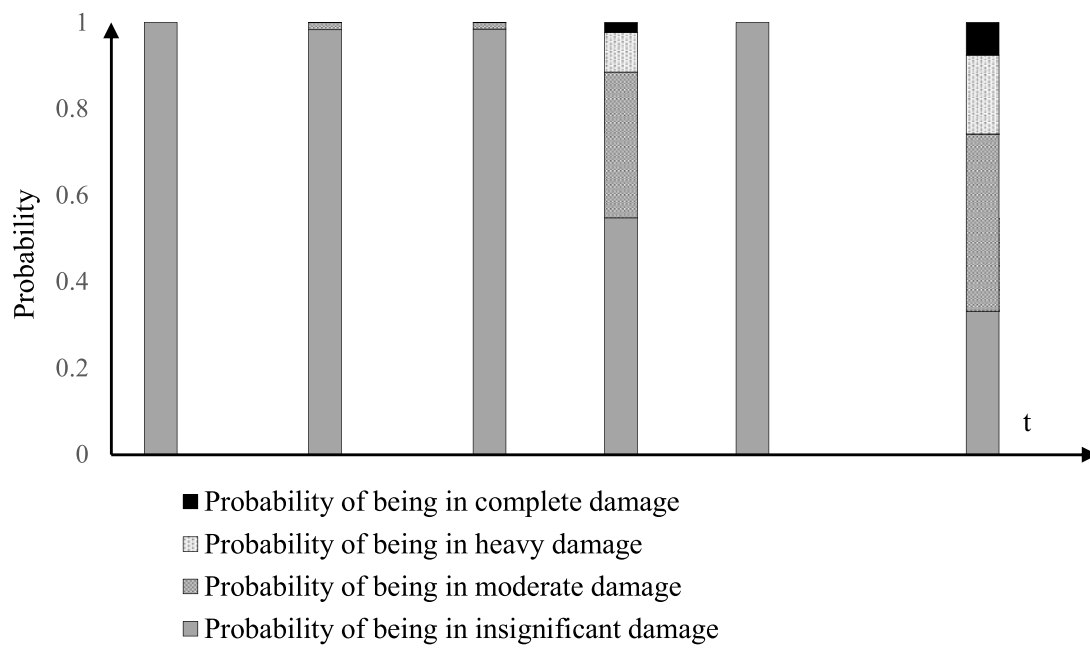 1
0.8
0.6
0.4
0.2
0
Probability
t
Probability of being in complete damage
Probability of being in heavy damage
Probability of being in moderate damage
Probability of being in insignificant damage